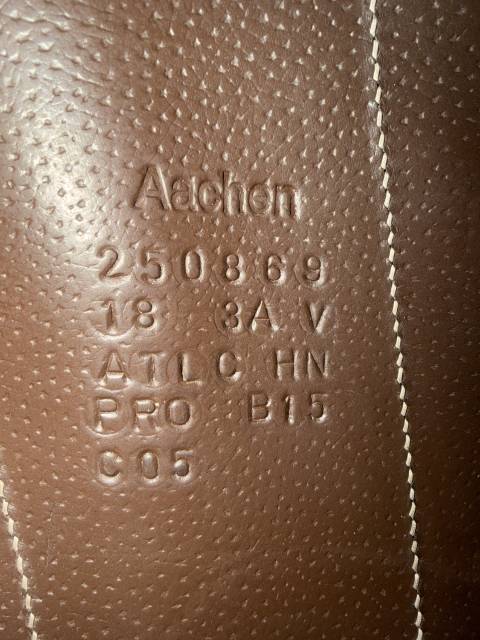 Aachen
250869
18 3A V
ATLC HN
PRO B15
C05